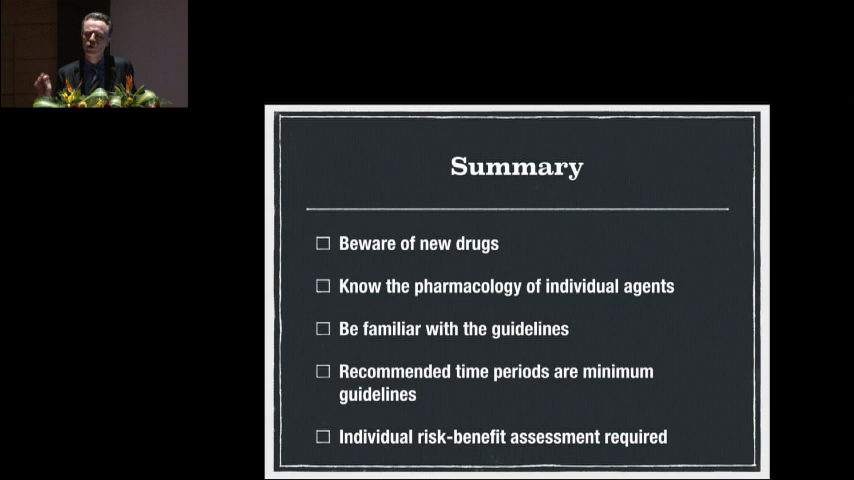 Summary
Beware of new drugs
Know the pharmacology of individual agents
Be familiar with the guidelines
Recommended time periods are minimum
guidelines
Individual risk-benefit assessment required